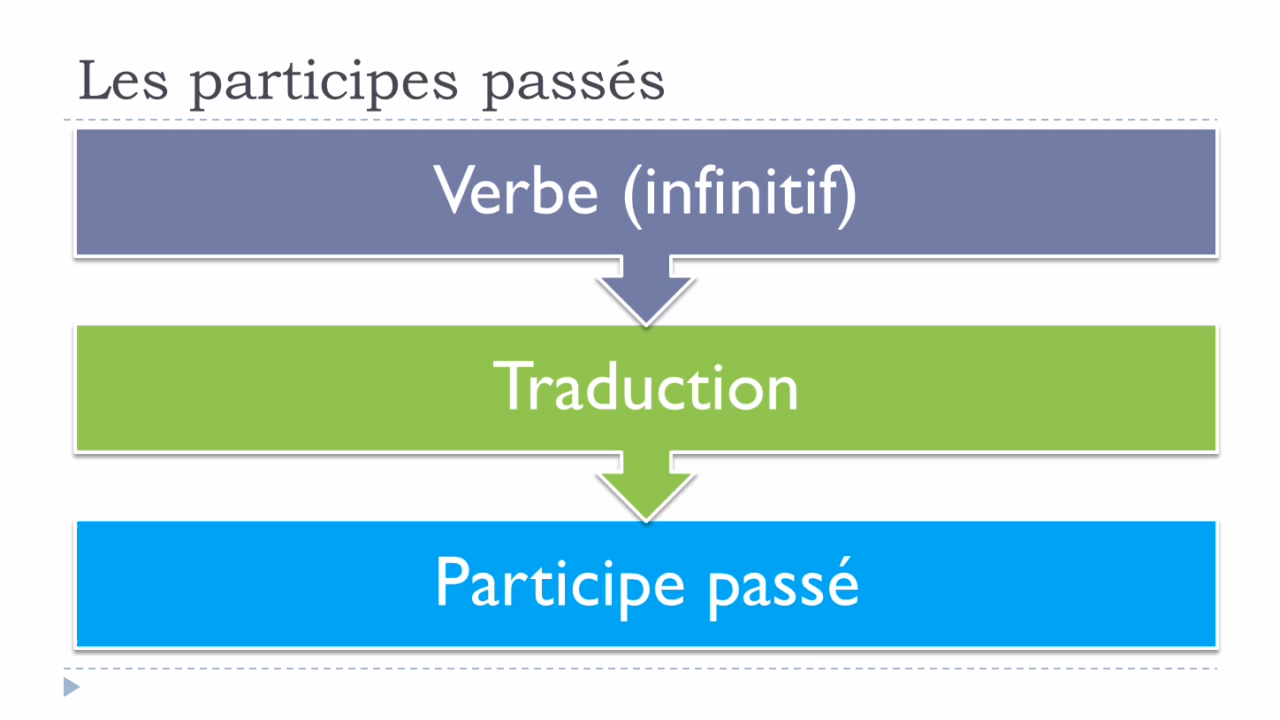 Les participes passés
Verbe (infinitif)
Traduction
Participe passé